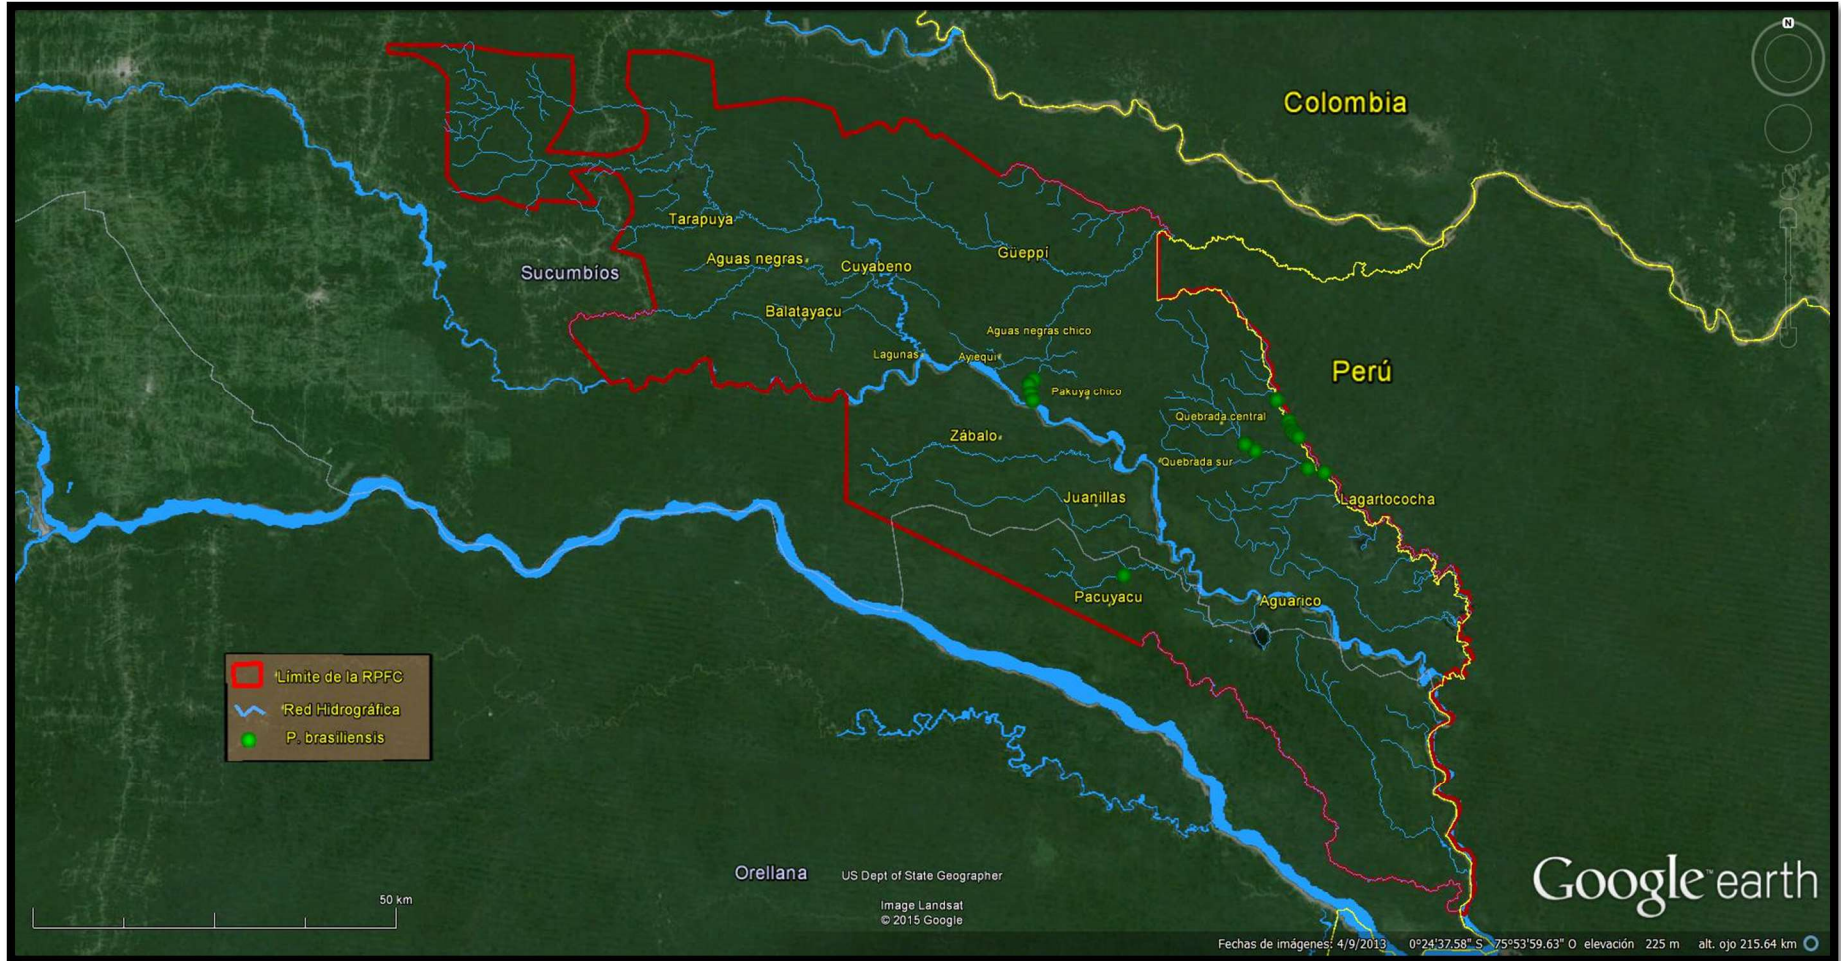 N
Colombia
Tarapuya
Güeppí
Aguas negras
Cuyabeno
Sucumbíos
Balatayacu
Aguas negras chico
Lagunas
Ayiequi
Perú
Pakuya chico
Quebrada central
Zábalo
Quebrada sur
Juanillas
Lagartococha
Pacuyacu
Aguarico
Límite de la RPFC
Red Hidrográfica
P. brasiliensis
Orellana
US Dept of State Geographer
Image Landsat
© 2015 Google
Google earth
50 km
Fechas de imágenes: 4/9/2013 0°24'37.58" S 75°53'59.63" O elevación 225 m alt. ojo 215.64 km